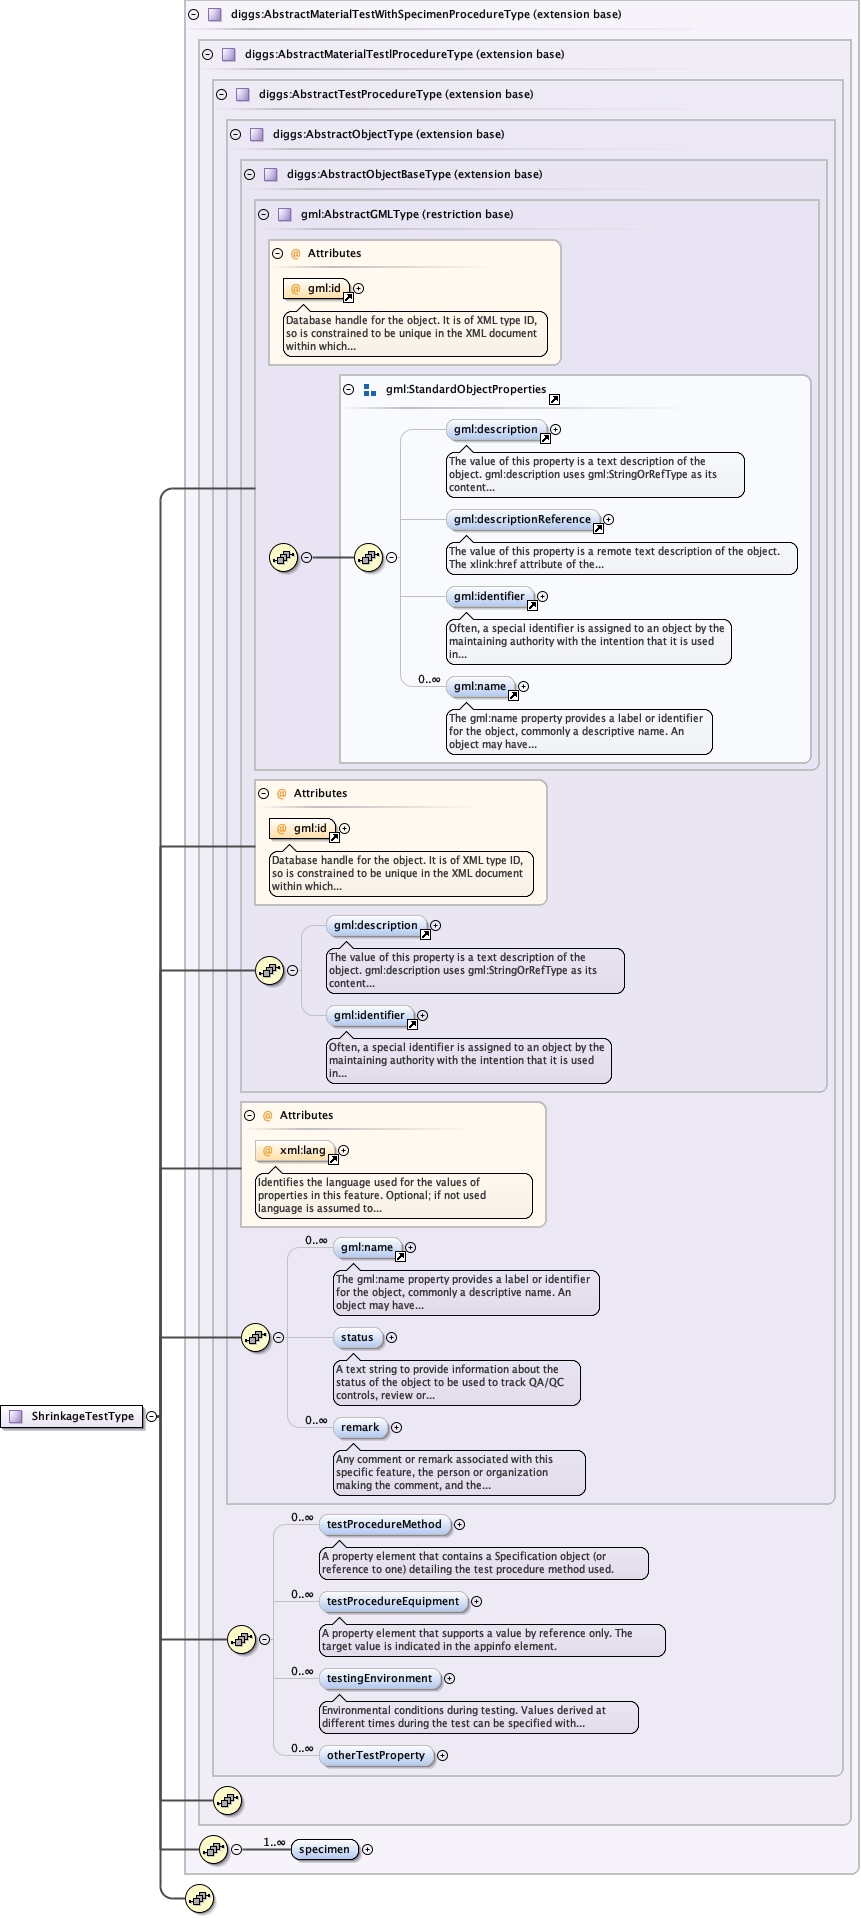 diggs:AbstractMaterialTestWithSpecimenProcedureType (extension base)
diggs:AbstractMaterialTestlProcedureType (extension base)
diggs:AbstractTestProcedureType (extension base)
diggs:AbstractObjectType (extension base)
diggs:AbstractObjectBaseType (extension base)
gml:AbstractGMLType (restriction base)
@ Attributes
@ gml:id
Database handle for the object. It is of XML type ID,
so is constrained to be unique in the XML document
within which...
gml:StandardObjectProperties
gml:description
The value of this property is a text description of the
object. gml:description uses gml:StringOrRefType as its
content...
gml:descriptionReference
The value of this property is a remote text description of the object.
The xlink:href attribute of the...
gml:identifier
Often, a special identifier is assigned to an object by the
maintaining authority with the intention that it is used
in...
0..∞
gml:name
The gml:name property provides a label or identifier
for the object, commonly a descriptive name. An
object may have...
@ Attributes
@ gml:id
Database handle for the object. It is of XML type ID,
so is constrained to be unique in the XML document
within which...
gml:description
The value of this property is a text description of the
object. gml:description uses gml:StringOrRefType as its
content...
gml:identifier
Often, a special identifier is assigned to an object by the
maintaining authority with the intention that it is used
in...
@ Attributes
@ xml:lang
Identifies the language used for the values of
properties in this feature. Optional; if not used
language is assumed to...
0..∞
gml:name
The gml:name property provides a label or identifier
for the object, commonly a descriptive name. An
object may have...
status
A text string to provide information about the
status of the object to be used to track QA/QC
controls, review or...
ShrinkageTestType
0..∞
remark
Any comment or remark associated with this
specific feature, the person or organization
making the comment, and the...
0..∞
testProcedureMethod
A property element that contains a Specification object (or
reference to one) detailing the test procedure method used.
0..∞
testProcedureEquipment
A property element that supports a value by reference only. The
target value is indicated in the appinfo element.
0..∞
testingEnvironment
Environmental conditions during testing. Values derived at
different times during the test can be specified with...
0..∞
otherTestProperty
1..∞
specimen